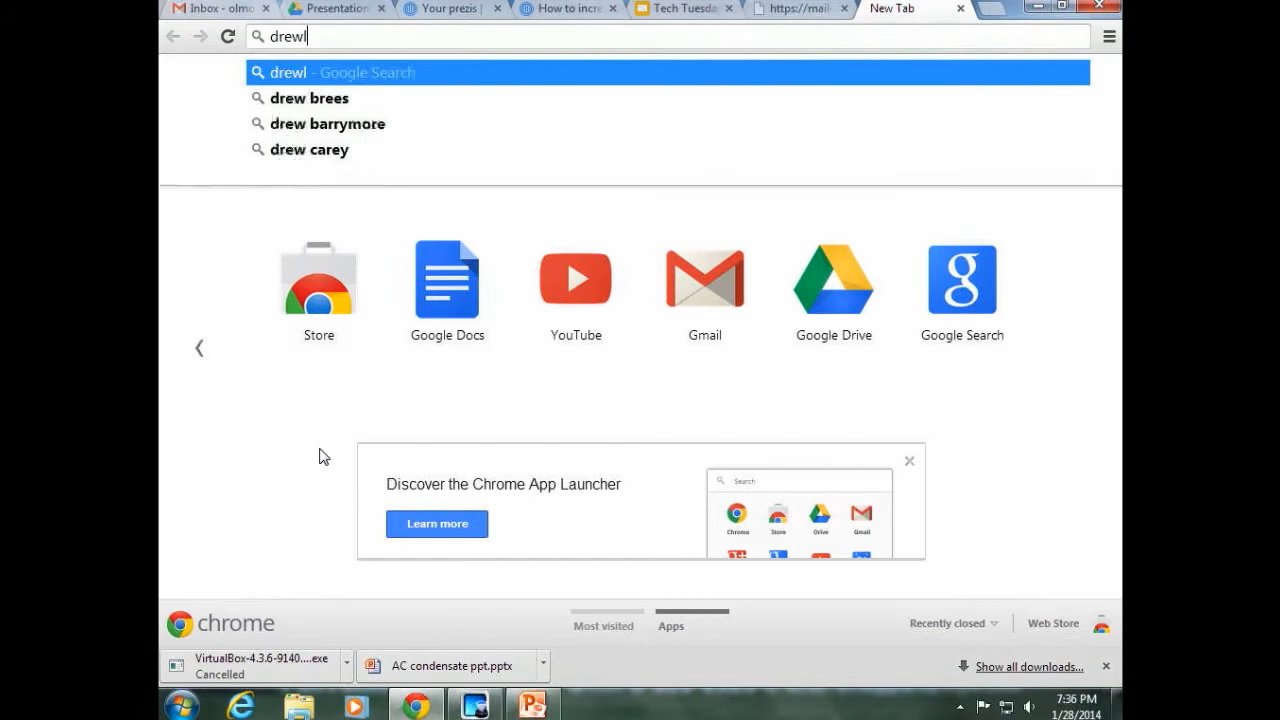 Inbox - olmo
Presentation
Your prezis |
How to incre
Tech Tuesda
https://mail-
New Tab
drewl
drewl - Google Search
drew brees
drew barrymore
drew carey
Store
Google Docs
YouTube
Gmail
Google Drive
Google Search
Discover the Chrome App Launcher
Learn more
Search
Chrome
Store
Drive
Gmail
chrome
Most visited
Apps
Recently closed
Web Store
VirtualBox-4.3.6-9140....exe
Cancelled
AC condensate ppt.pptx
Show all downloads...
7:36 PM
1/28/2014